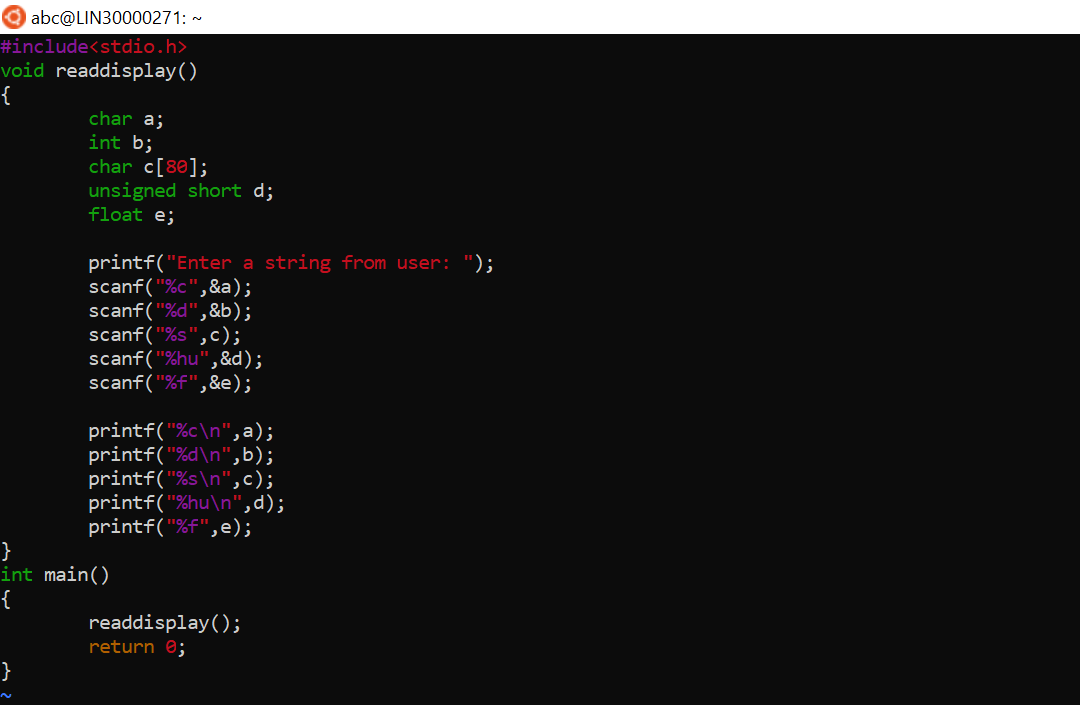 abc@LIN30000271: ~
#include<stdio.h>
void readdisplay()
{
        char a;
        int b;
        char c[80];
        unsigned short d;
        float e;

        printf("Enter a string from user: ");
        scanf("%c",&a);
        scanf("%d",&b);
        scanf("%s",c);
        scanf("%hu",&d);
        scanf("%f",&e);

        printf("%c\n",a);
        printf("%d\n",b);
        printf("%s\n",c);
        printf("%hu\n",d);
        printf("%f",e);
}
int main()
{
        readdisplay();
        return 0;
}
~